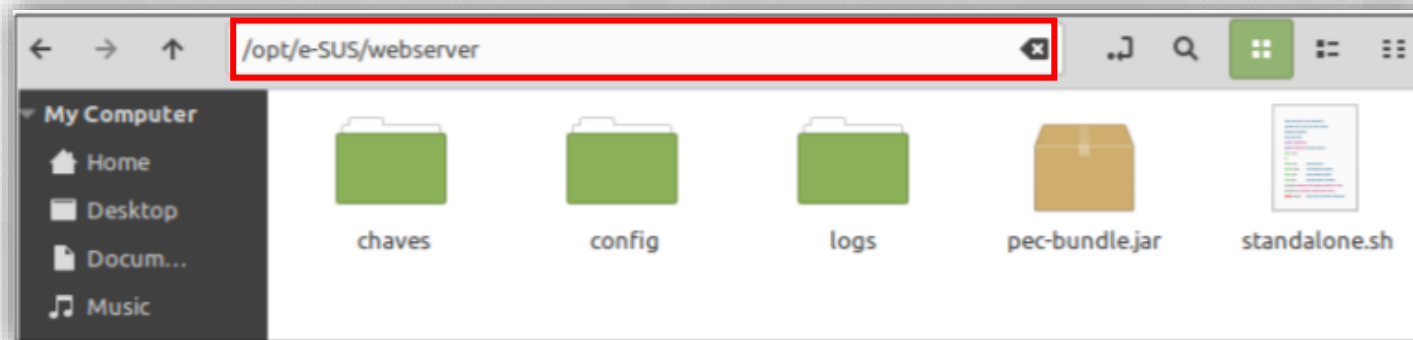 /opt/e-SUS/webserver
My Computer
Home
Desktop
Docum...
Music
chaves
config
logs
pec-bundle.jar
standalone.sh